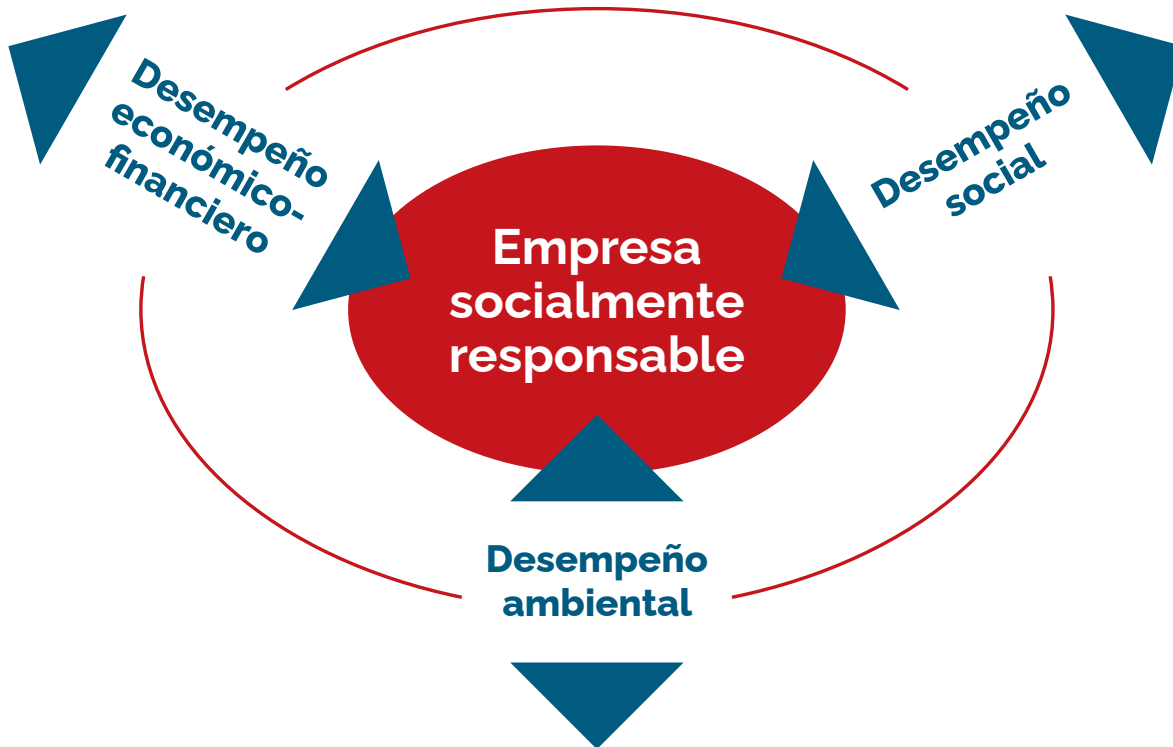 Desempeño
económico-
financiero
Desempeño
social
Empresa
socialmente
responsable
Desempeño
ambiental